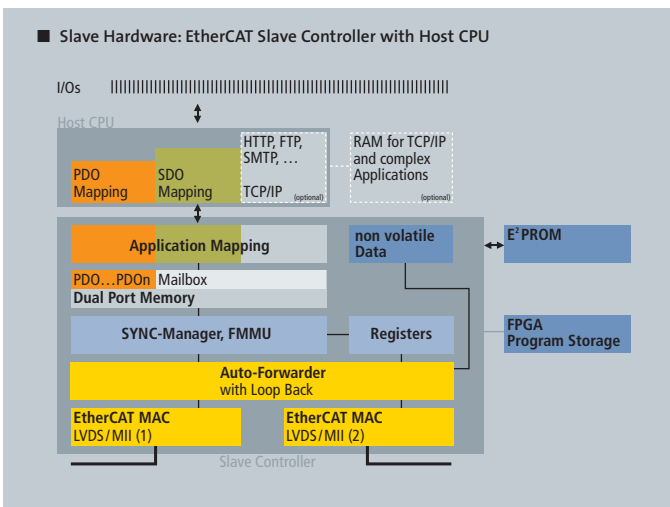 ■ Slave Hardware: EtherCAT Slave Controller with Host CPU
I/Os
Host CPU
HTTP, FTP,
SMTP, …
TCP/IP
(optional)
RAM for TCP/IP
and complex
Applications
(optional)
PDO
Mapping
SDO
Mapping
Application Mapping
non volatile
Data
E²PROM
PDO…PDOn Mailbox
Dual Port Memory
SYNC-Manager, FMMU
Registers
FPGA
Program Storage
Auto-Forwarder
with Loop Back
EtherCAT MAC
LVDS/MII (1)
EtherCAT MAC
LVDS/MII (2)
Slave Controller